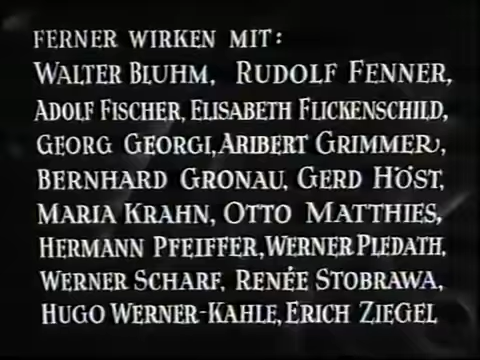 FERNER WIRKEN MIT:
WALTER BLUHM, RUDOLF FENNER,
ADOLF FISCHER, ELISABETH FLICKENSCHILD,
GEORG GEORGI, ARIBERT GRIMMER,
BERNHARD GRONAU, GERD HÖST,
MARIA KRAHN, OTTO MATTHIES,
HERMANN PFEIFFER, WERNER PLEDATH,
WERNER SCHARF, RENÉE STOBRAWA,
HUGO WERNER-KAHLE, ERICH ZIEGEL